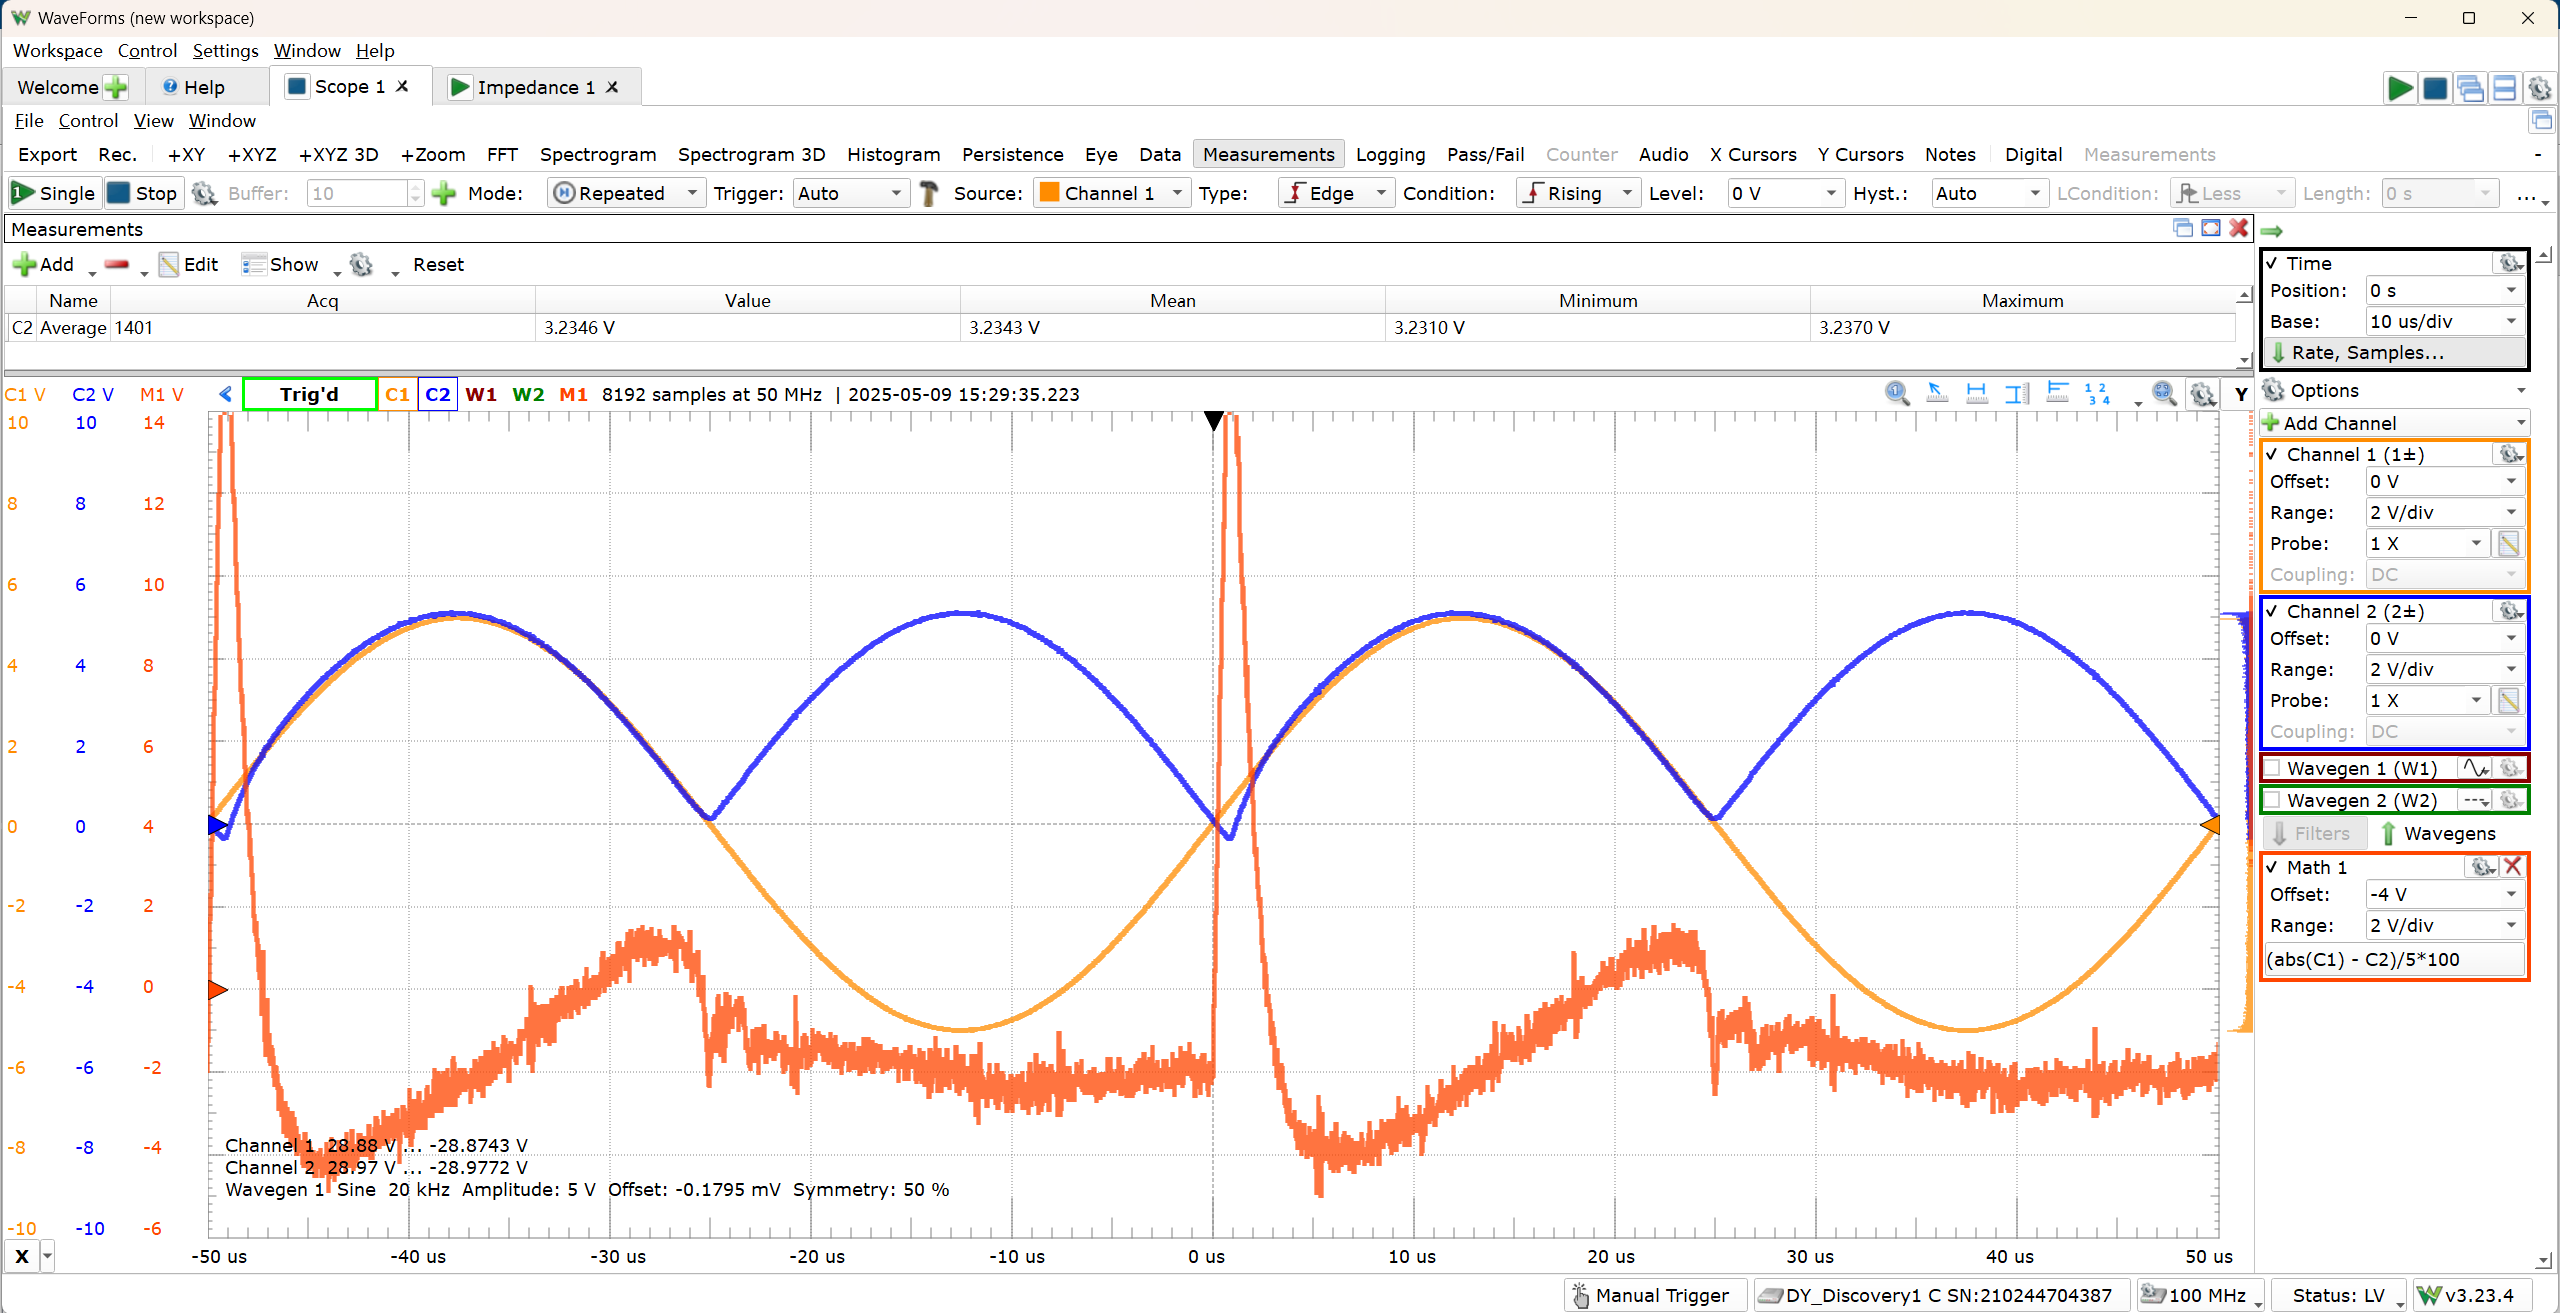 WaveForms (new workspace)
Workspace Control Settings Window Help
Welcome Help Scope 1 Impedance 1
File Control View Window
Export Rec. +XY +XYZ +XYZ 3D +Zoom FFT Spectrogram Spectrogram 3D Histogram Persistence Eye Data Measurements Logging Pass/Fail Counter Audio X Cursors Y Cursors Notes Digital Measurements -
Single Stop Buffer: 10 Mode: Repeated Trigger: Auto Source: Channel 1 Type: Edge Condition: Rising Level: 0 V Hyst.: Auto LCondition: Less Length: 0 s ...
Measurements
Add Edit Show Reset
Name Acq Value Mean Minimum Maximum
C2 Average 1401 3.2346 V 3.2343 V 3.2310 V 3.2370 V
C1 V C2 V M1 V Trig'd C1 C2 W1 W2 M1 8192 samples at 50 MHz | 2025-05-09 15:29:35.223 Y
10 10 14
8 8 12
6 6 10
4 4 8
2 2 6
0 0 4
-2 -2 2
-4 -4 0
-6 -6 -2
-8 -8 -4
-10 -10 -6
Channel 1 28.88 V ... -28.8743 V
Channel 2 28.97 V ... -28.9772 V
Wavegen 1 Sine 20 kHz Amplitude: 5 V Offset: -0.1795 mV Symmetry: 50 %
X -50 us -40 us -30 us -20 us -10 us 0 us 10 us 20 us 30 us 40 us 50 us
Time
Position: 0 s
Base: 10 us/div
Rate, Samples...
Options
Add Channel
Channel 1 (1±)
Offset: 0 V
Range: 2 V/div
Probe: 1 X
Coupling: DC
Channel 2 (2±)
Offset: 0 V
Range: 2 V/div
Probe: 1 X
Coupling: DC
Wavegen 1 (W1)
Wavegen 2 (W2)
Filters Wavegens
Math 1
Offset: -4 V
Range: 2 V/div
(abs(C1) - C2)/5*100
Manual Trigger DY_Discovery1 C SN:210244704387 100 MHz Status: LV v3.23.4